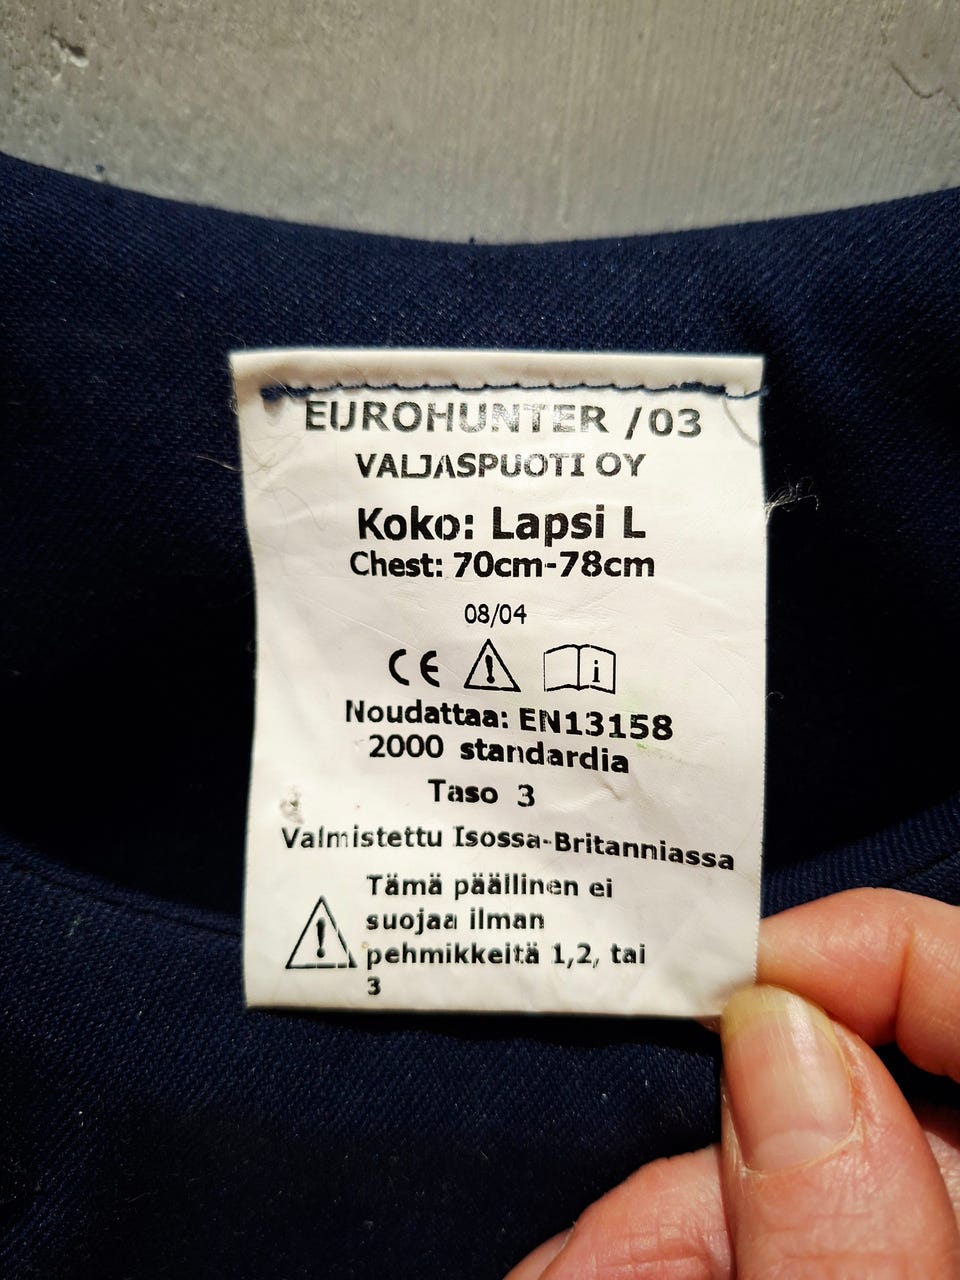 EUROHUNTER /03
VALJASPUOTI OY
Koko: Lapsi L
Chest: 70cm-78cm
08/04
CE
i
Noudattaa: EN13158
2000 standardia
Taso 3
Valmistettu Isossa-Britanniassa
Tämä päällinen ei
suojaa ilman
pehmikkeitä 1,2, tai
3